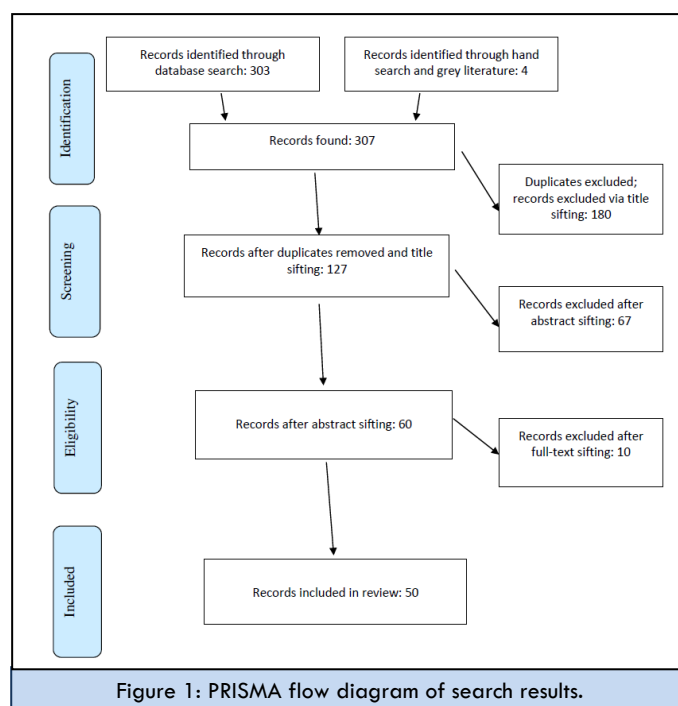 Records identified through
database search: 303
Records identified through hand
search and grey literature: 4
Identification
Records found: 307
Duplicates excluded;
records excluded via title
sifting: 180
Screening
Records after duplicates removed and title
sifting: 127
Records excluded after
abstract sifting: 67
Eligibility
Records after abstract sifting: 60
Records excluded after
full-text sifting: 10
Included
Records included in review: 50
Figure 1: PRISMA flow diagram of search results.